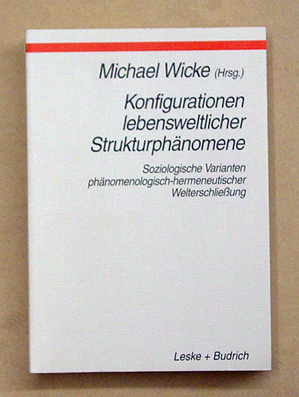 Michael Wicke (Hrsg.)
Konfigurationen
lebensweltlicher
Strukturphänomene
Soziologische Varianten
phänomenologisch-hermeneutischer
Welterschließung
Leske + Budrich